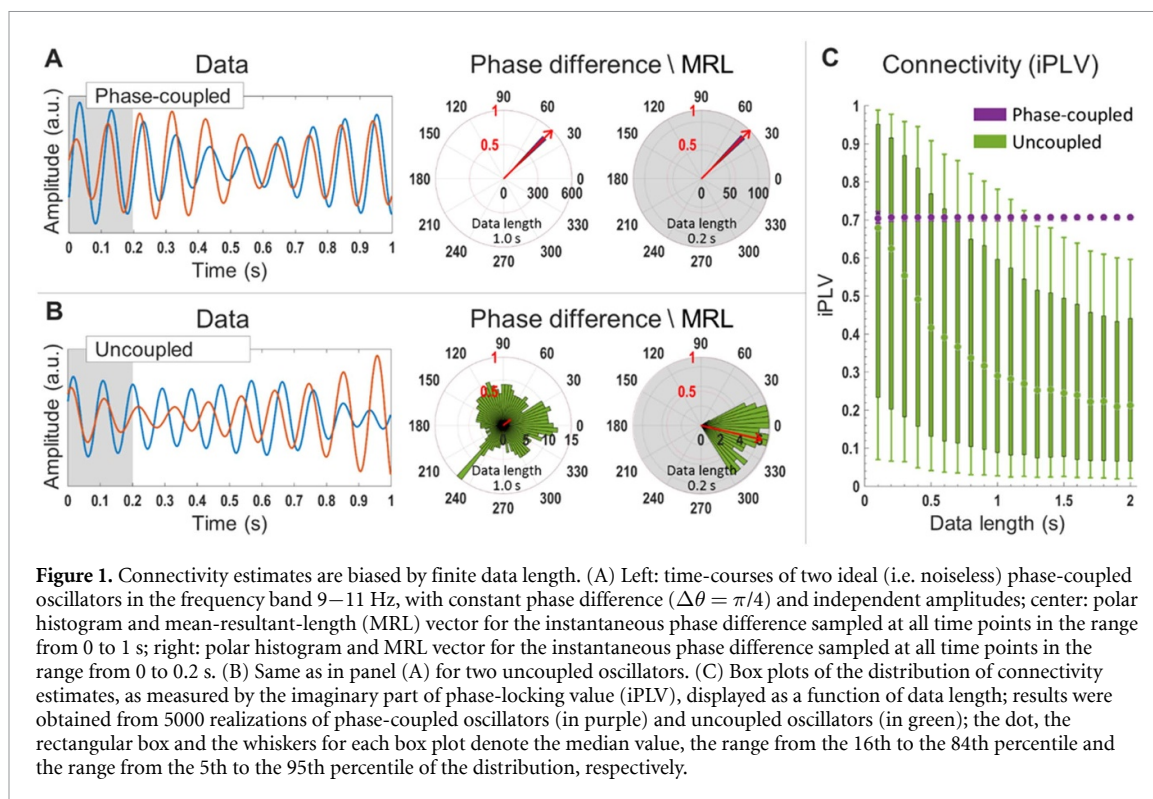 A
Data
Phase-coupled
Amplitude (a.u.)
0 0.1 0.2 0.3 0.4 0.5 0.6 0.7 0.8 0.9 1
Time (s)
Phase difference \ MRL
90
120 1 60
150 0.5 30
180 0 300 600 0
Data length
210 1.0 s 330
240 300
270
90
120 1 60
150 0.5 30
180 0 50 100 0
Data length
210 0.2 s 330
240 300
270
B
Data
Uncoupled
Amplitude (a.u.)
0 0.1 0.2 0.3 0.4 0.5 0.6 0.7 0.8 0.9 1
Time (s)
Phase difference \ MRL
90
120 1 60
150 0.5 30
180 0 5 10 15 0
Data length
210 1.0 s 330
240 300
270
90
120 1 60
150 0.5 30
180 0 2 4 6 0
Data length
210 0.2 s 330
240 300
270
C
Connectivity (iPLV)
Phase-coupled
Uncoupled
iPLV
1
0.9
0.8
0.7
0.6
0.5
0.4
0.3
0.2
0.1
0
0 0.5 1 1.5 2
Data length (s)
Figure 1. Connectivity estimates are biased by finite data length. (A) Left: time-courses of two ideal (i.e. noiseless) phase-coupled
oscillators in the frequency band 9−11 Hz, with constant phase difference (Δθ = π/4) and independent amplitudes; center: polar
histogram and mean-resultant-length (MRL) vector for the instantaneous phase difference sampled at all time points in the range
from 0 to 1 s; right: polar histogram and MRL vector for the instantaneous phase difference sampled at all time points in the
range from 0 to 0.2 s. (B) Same as in panel (A) for two uncoupled oscillators. (C) Box plots of the distribution of connectivity
estimates, as measured by the imaginary part of phase-locking value (iPLV), displayed as a function of data length; results were
obtained from 5000 realizations of phase-coupled oscillators (in purple) and uncoupled oscillators (in green); the dot, the
rectangular box and the whiskers for each box plot denote the median value, the range from the 16th to the 84th percentile and
the range from the 5th to the 95th percentile of the distribution, respectively.